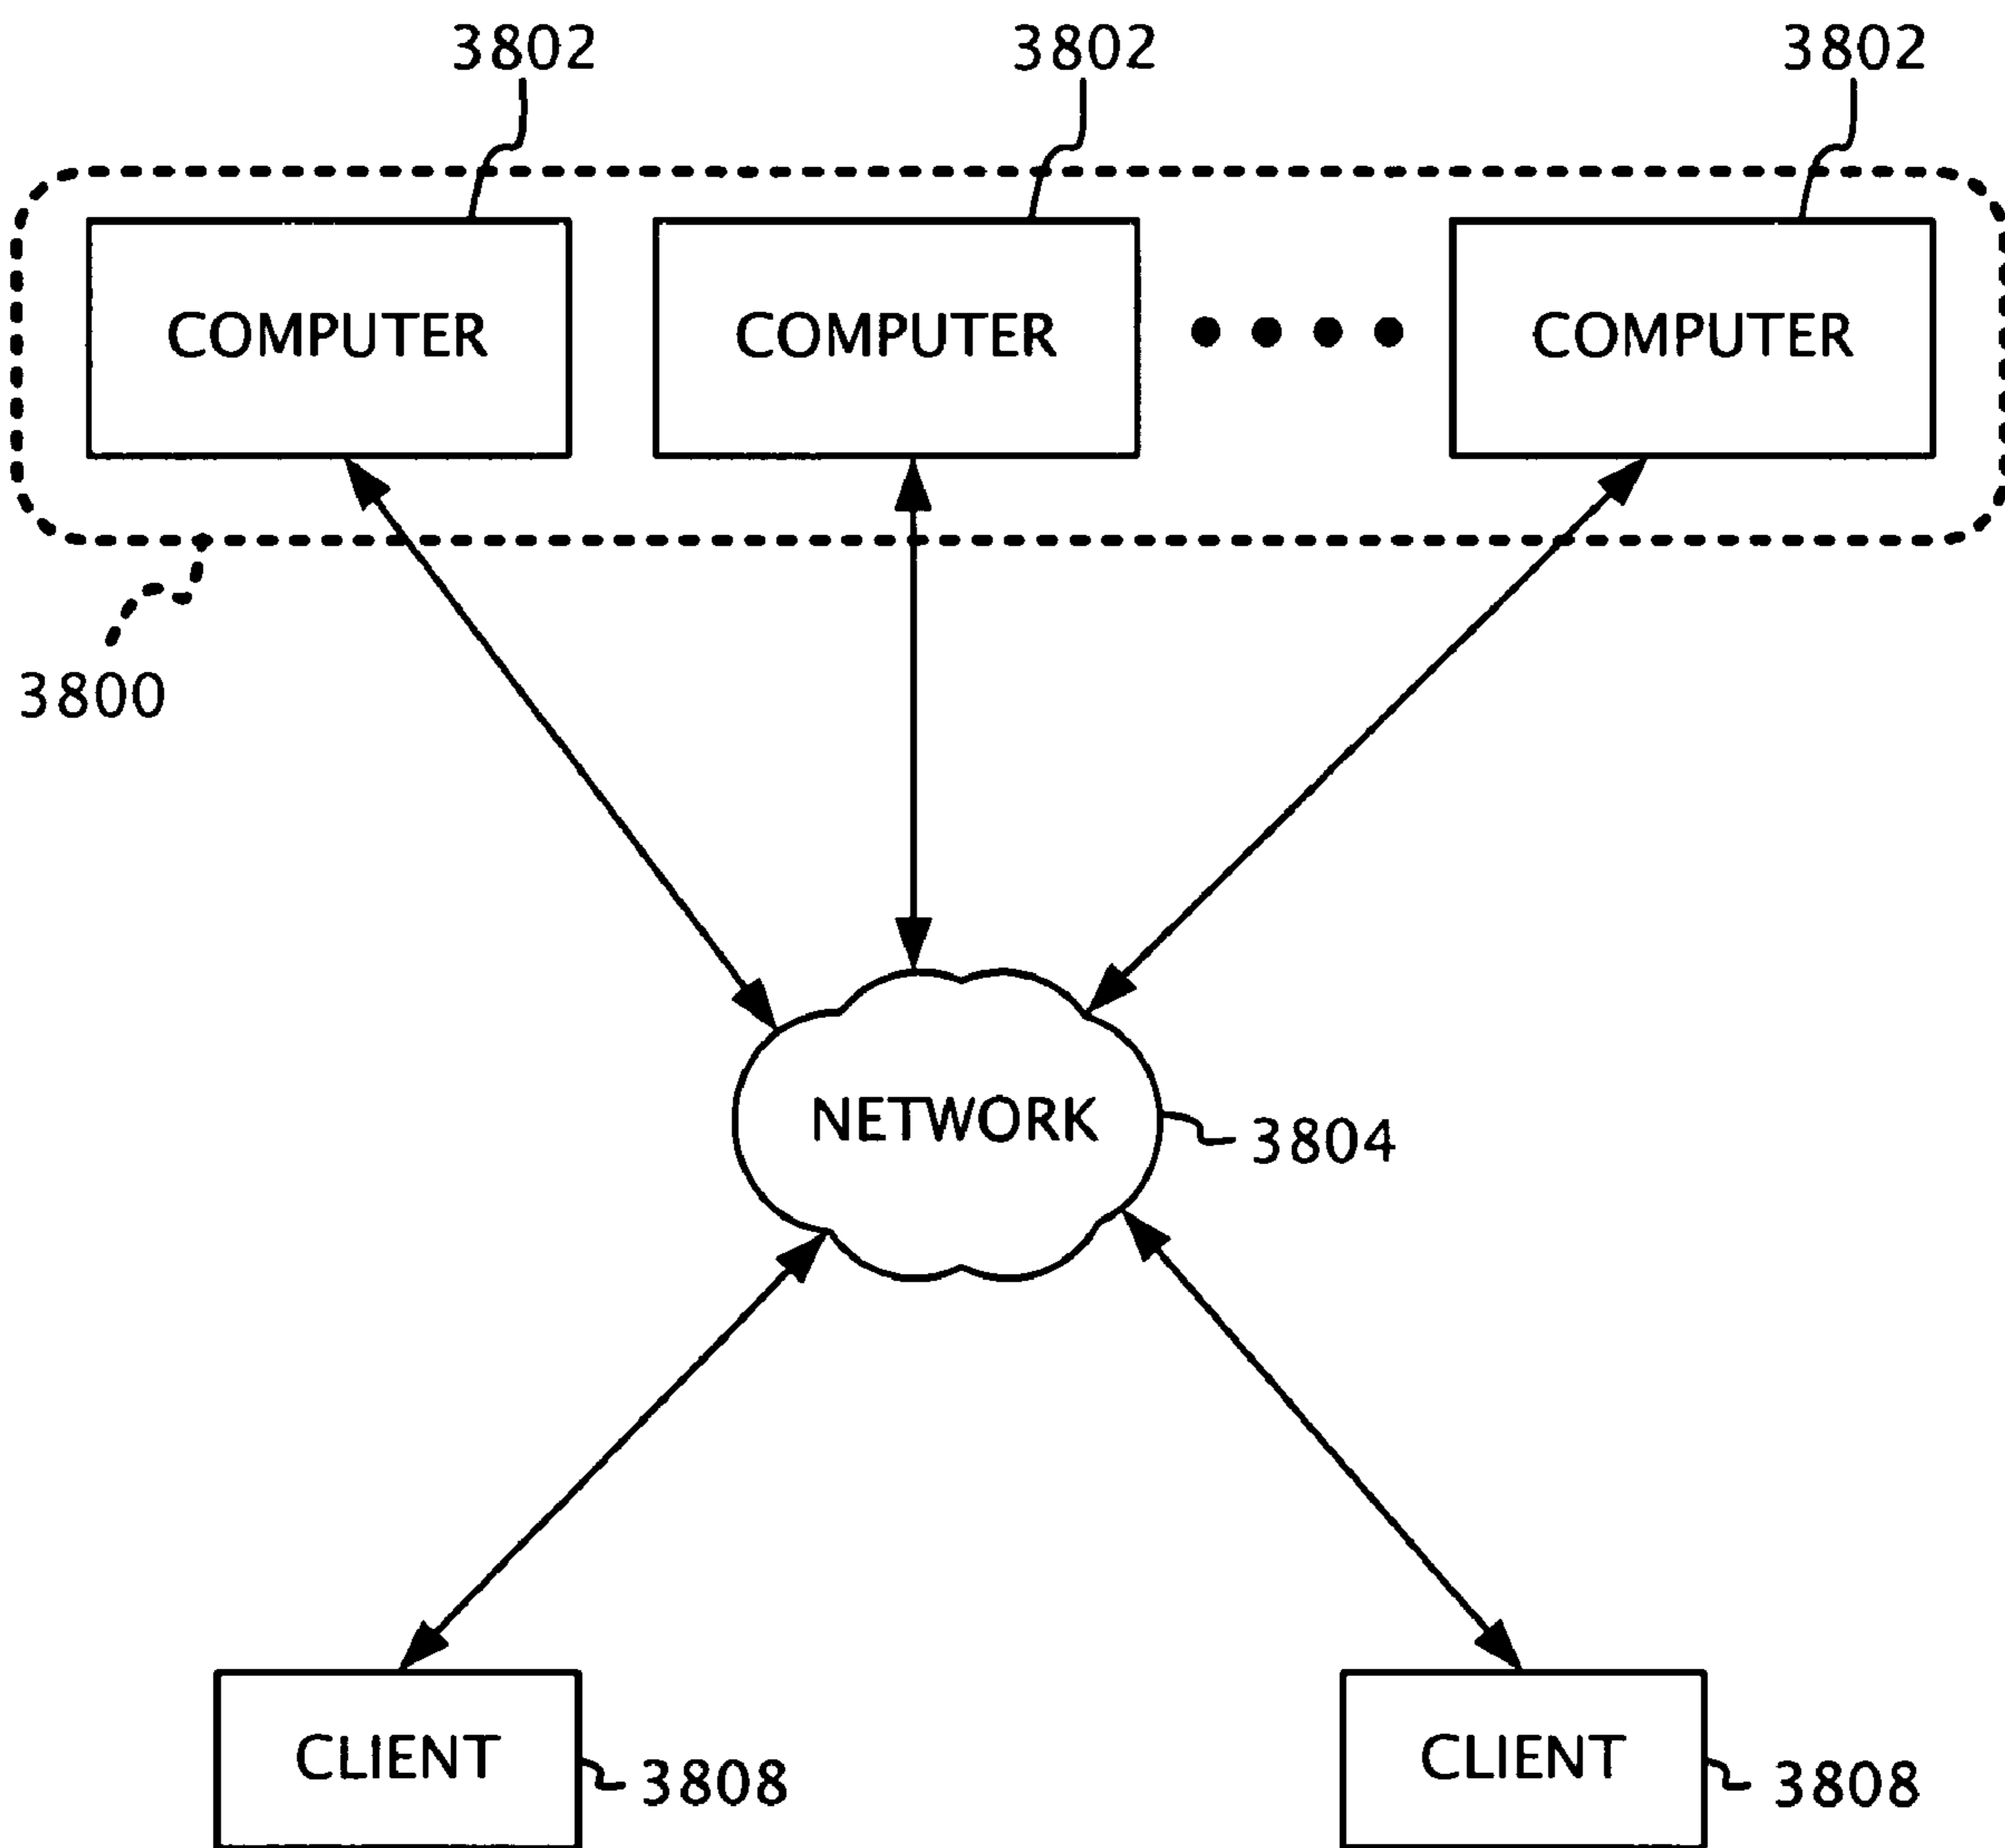 3802 3802 3802
COMPUTER COMPUTER COMPUTER
3800
NETWORK
3804
CLIENT 3808 CLIENT 3808